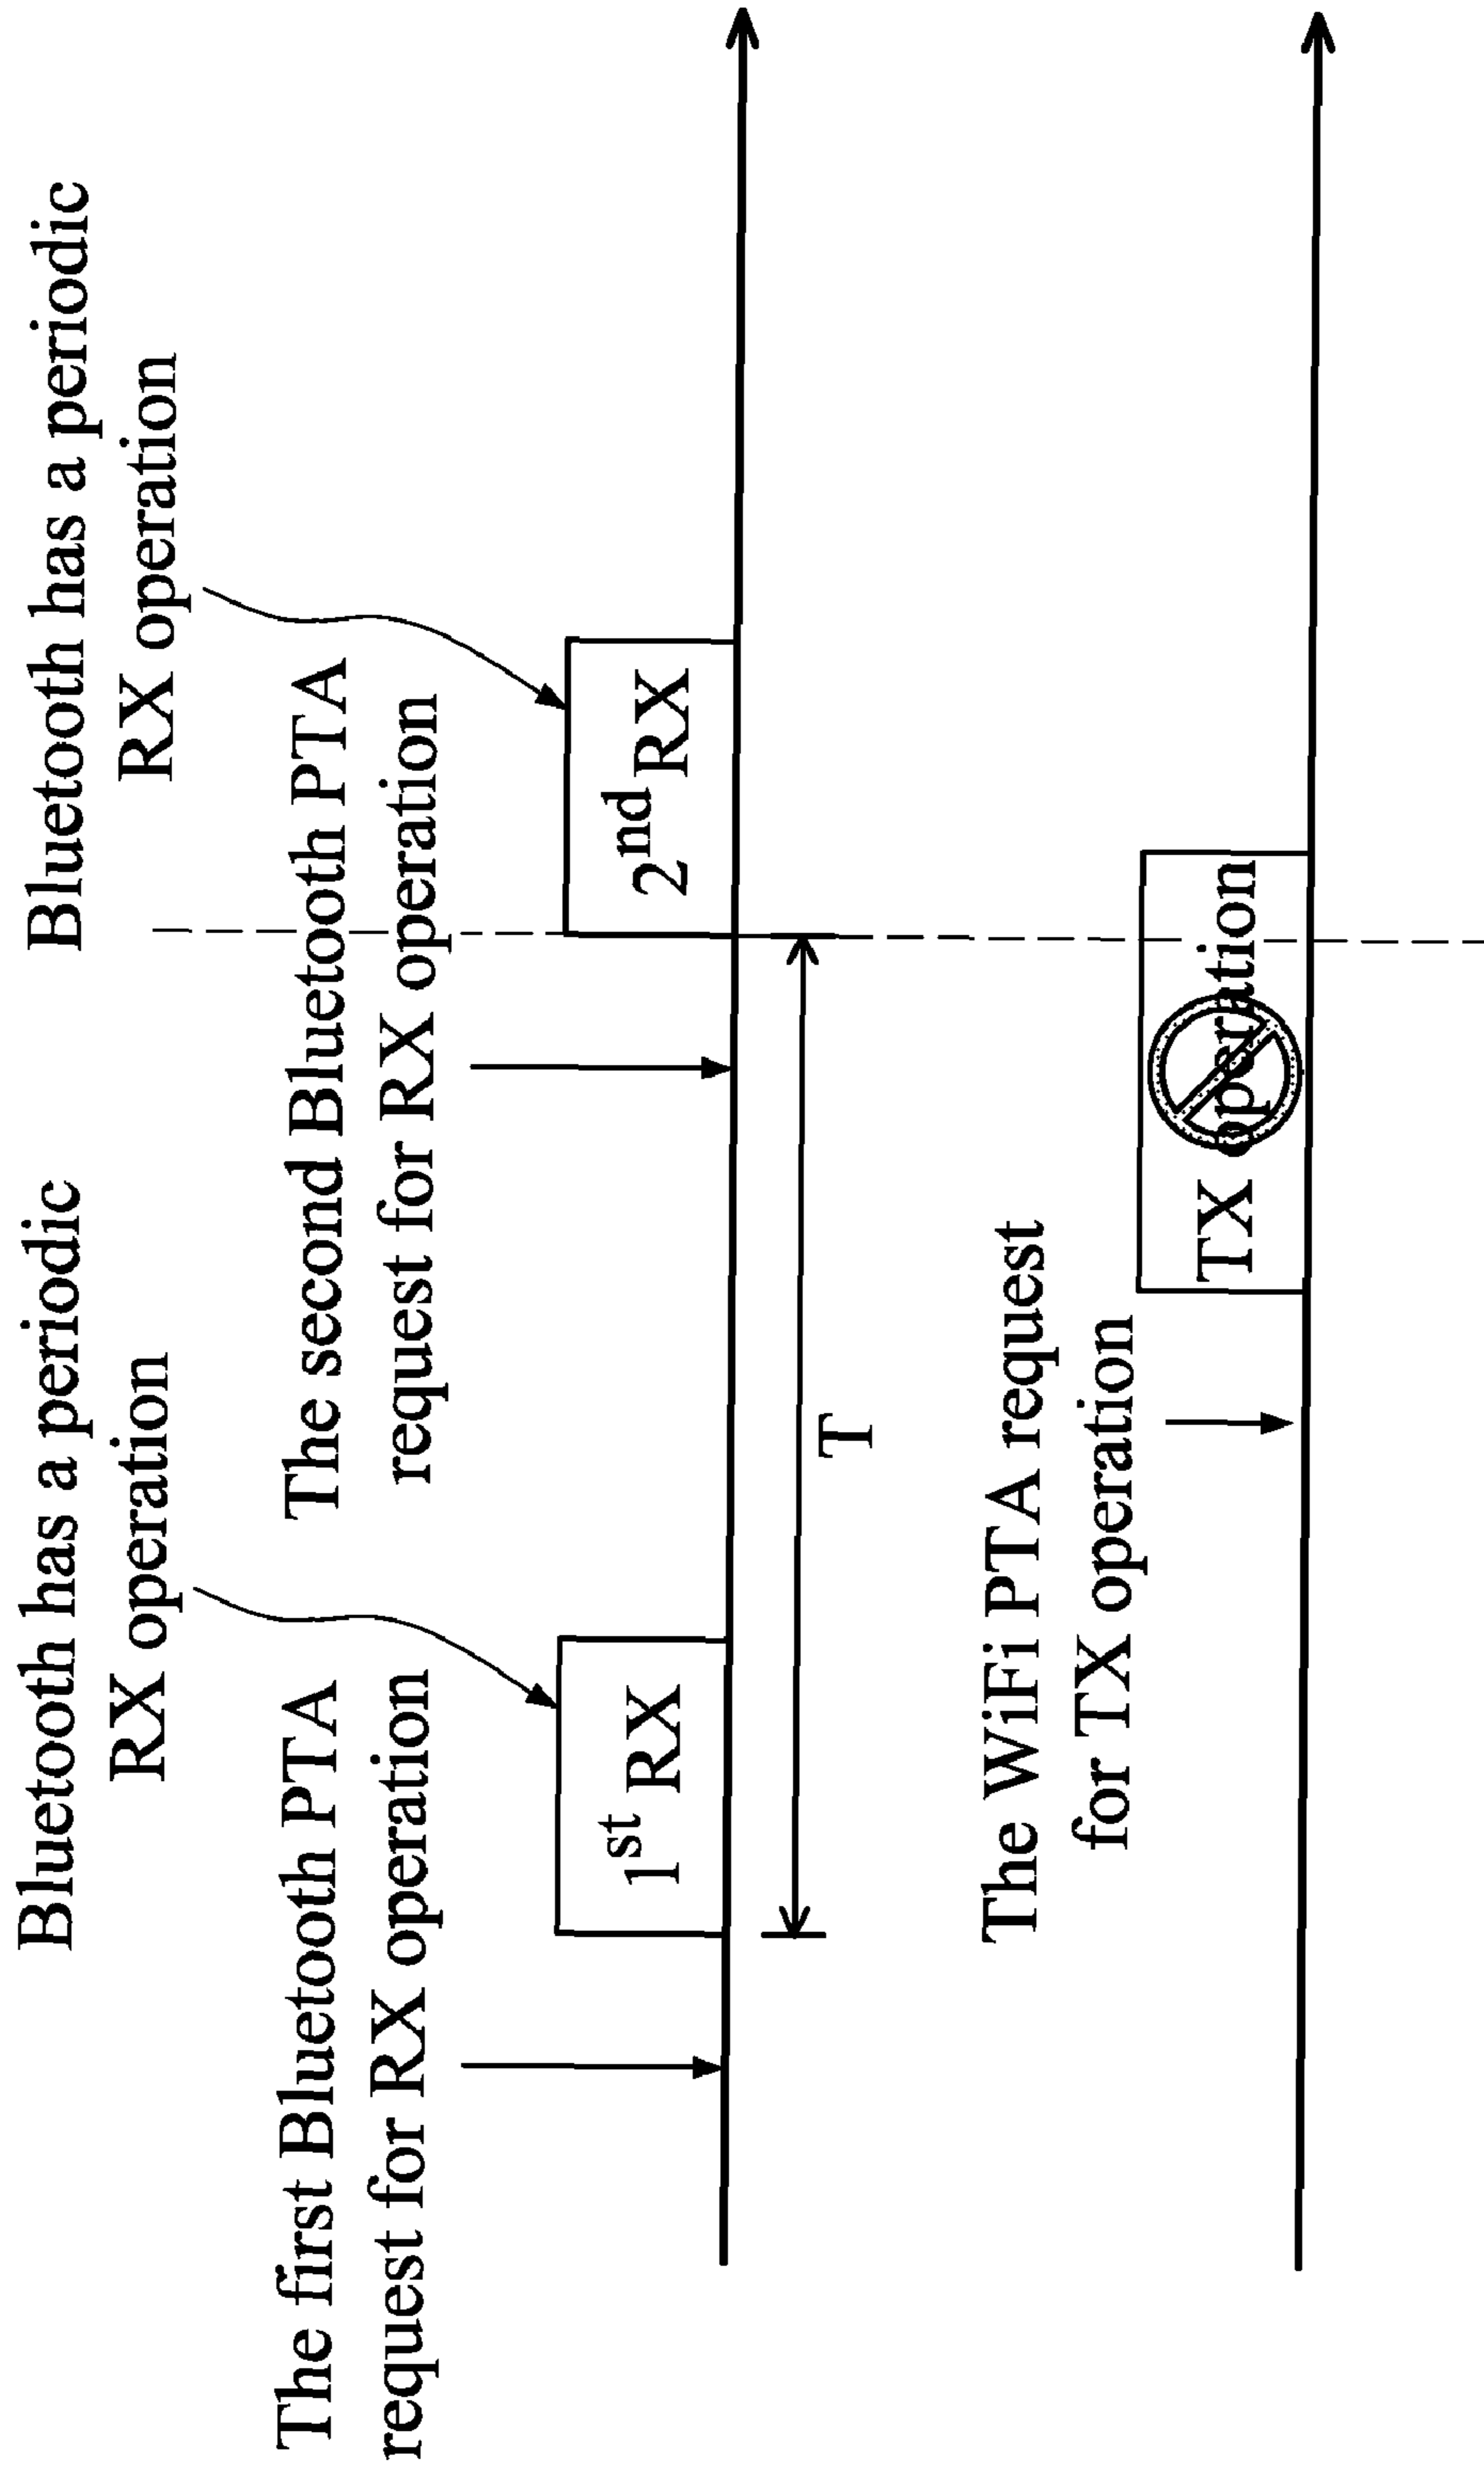 Bluetooth has a periodic
RX operation
Bluetooth has a periodic
RX operation
The first Bluetooth PTA
request for RX operation
The second Bluetooth PTA
request for RX operation
1st RX
2nd RX
T
The WiFi PTA request
for TX operation
TX operation